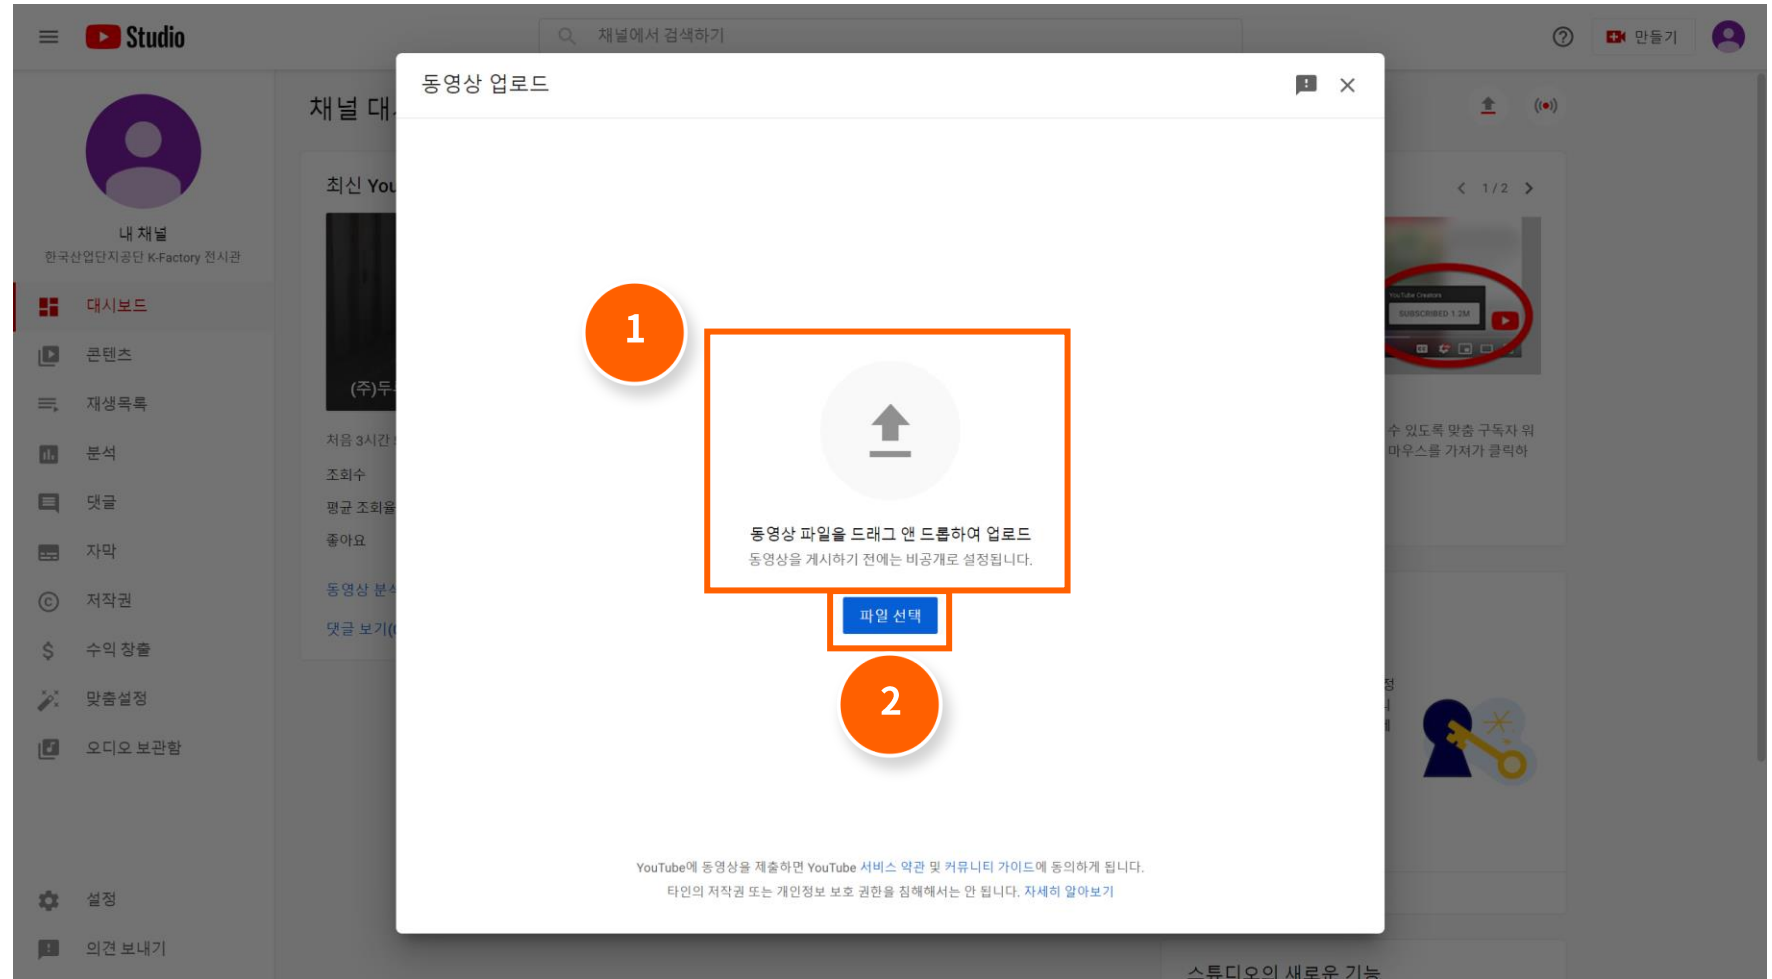 Studio
채널에서 검색하기
만들기
동영상 업로드
채널 대
최신 You
1 / 2
내 채널
한국산업단지공단 K-Factory 전시관
대시보드
콘텐츠
재생목록
분석
댓글
자막
저작권
수익 창출
맞춤설정
오디오 보관함
설정
의견 보내기
(주)두
처음 3시간
조회수
평균 조회율
좋아요
동영상 분석
댓글 보기(
1
동영상 파일을 드래그 앤 드롭하여 업로드
동영상을 게시하기 전에는 비공개로 설정됩니다.
파일 선택
2
YouTube에 동영상을 제출하면 YouTube 서비스 약관 및 커뮤니티 가이드에 동의하게 됩니다.
타인의 저작권 또는 개인정보 보호 권한을 침해해서는 안 됩니다. 자세히 알아보기
YouTube Creators
SUBSCRIBED 1.2M
수 있도록 맞춤 구독자 워
마우스를 가져가 클릭하
정
스튜디오의 새로운 기능